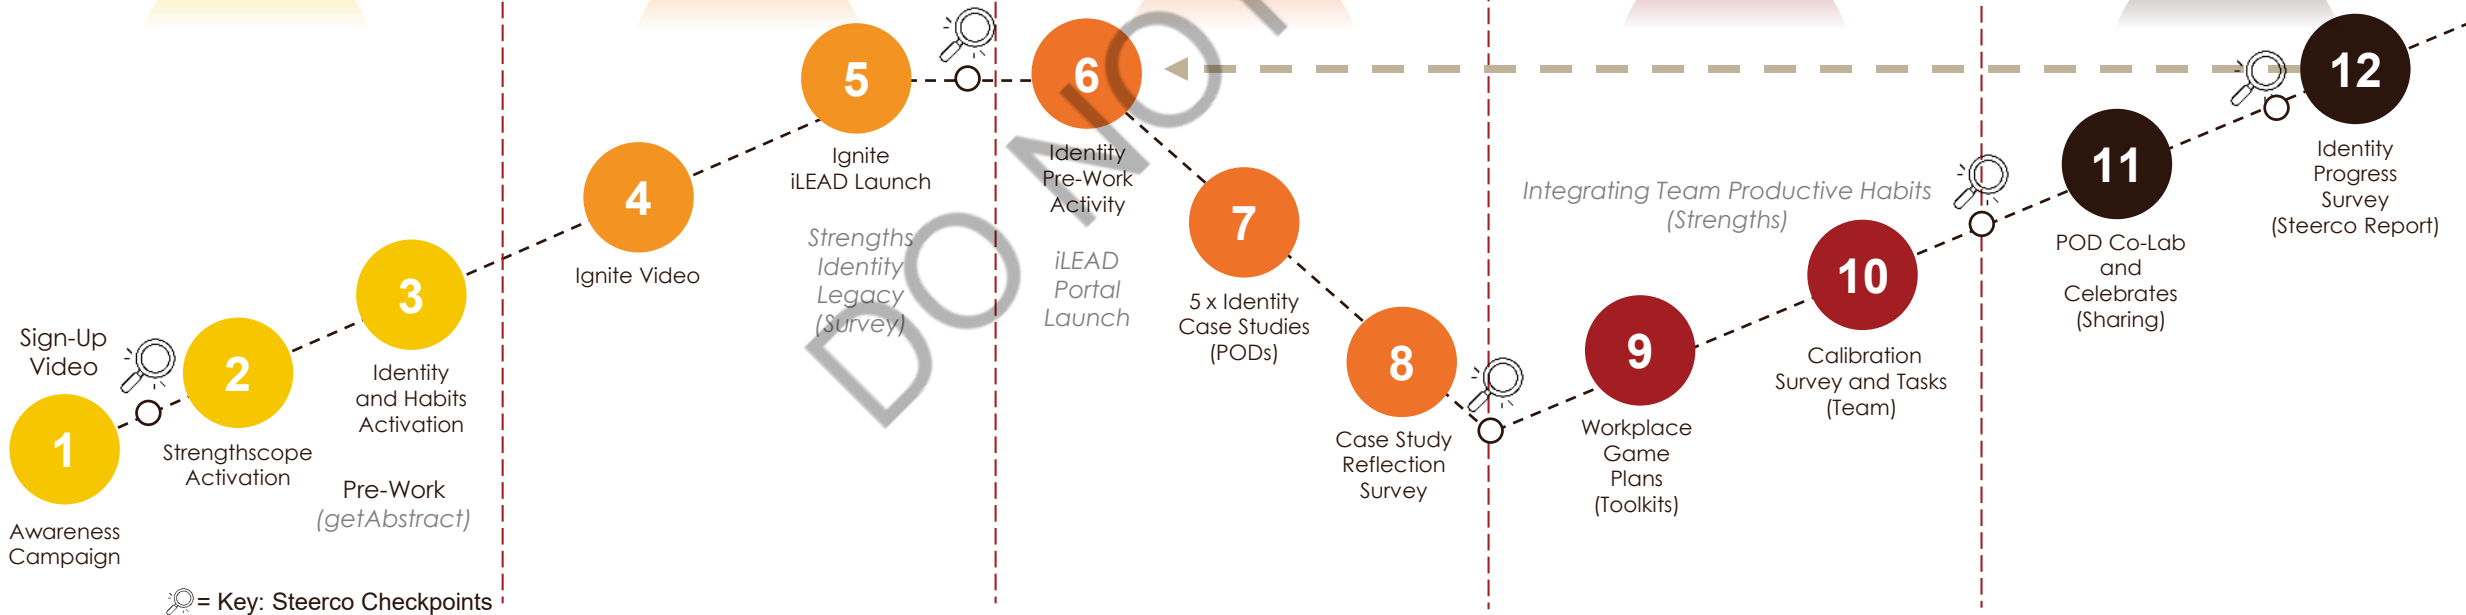 Sign-Up
Video
1
Awareness
Campaign
2
Strengthscope
Activation
3
Identity
and Habits
Activation
Pre-Work
(getAbstract)
= Key: Steerco Checkpoints
4
Ignite Video
5
Ignite
iLEAD Launch
Strengths
Identity
Legacy
(Survey)
6
Identity
Pre-Work
Activity
iLEAD
Portal
Launch
7
5 x Identity
Case Studies
(PODs)
8
Case Study
Reflection
Survey
Integrating Team Productive Habits
(Strengths)
9
Workplace
Game
Plans
(Toolkits)
10
Calibration
Survey and Tasks
(Team)
11
POD Co-Lab
and
Celebrates
(Sharing)
12
Identity
Progress
Survey
(Steerco Report)
DO NO